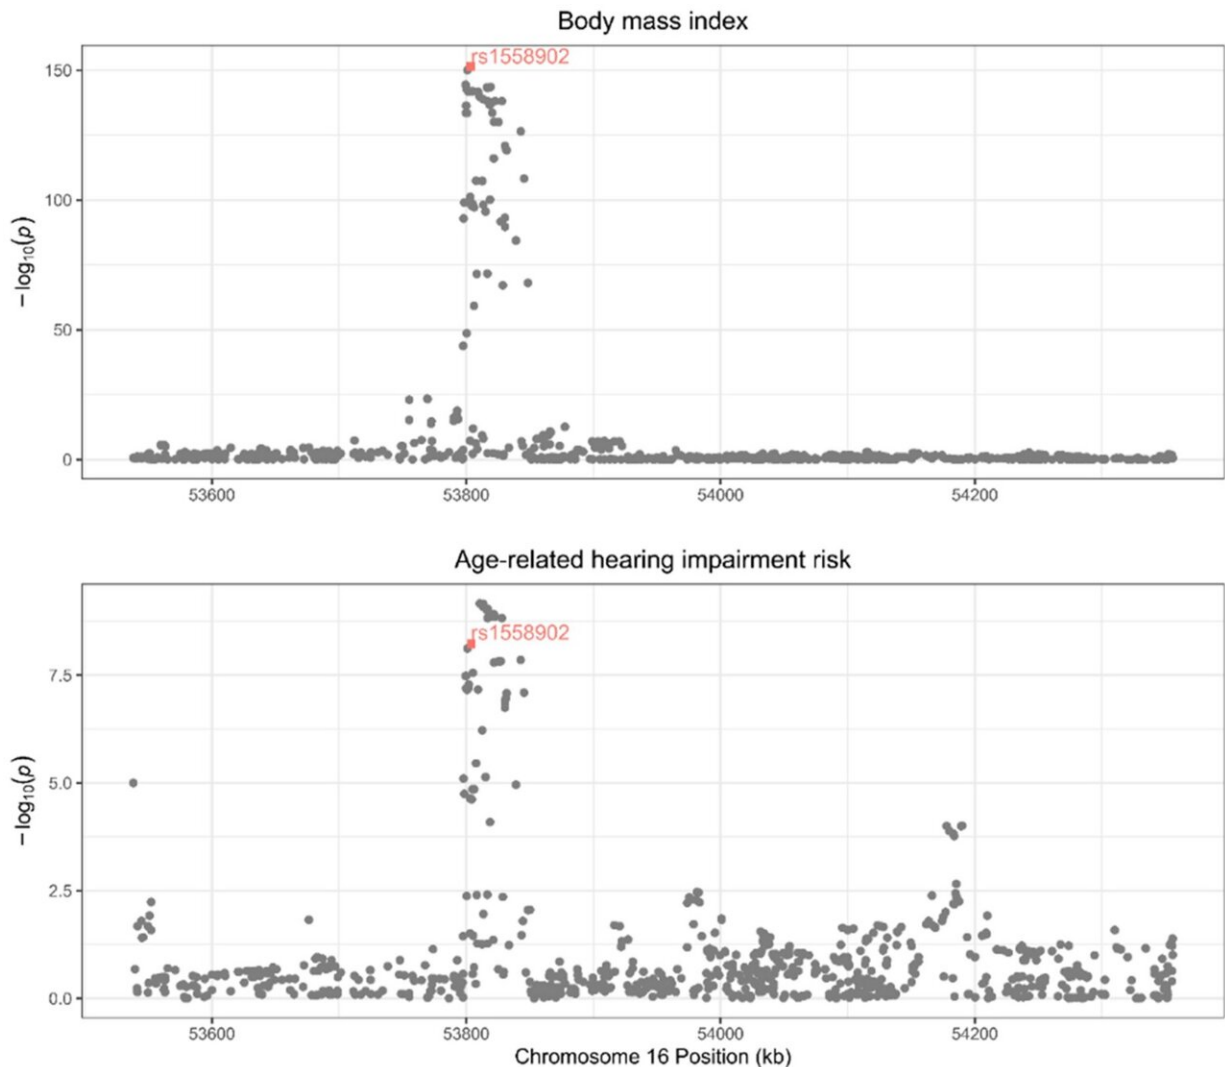 Body mass index
rs1558902
150
100
50
0
−log10(p)
53600 53800 54000 54200
Age-related hearing impairment risk
rs1558902
7.5
5.0
2.5
0.0
−log10(p)
53600 53800 54000 54200
Chromosome 16 Position (kb)